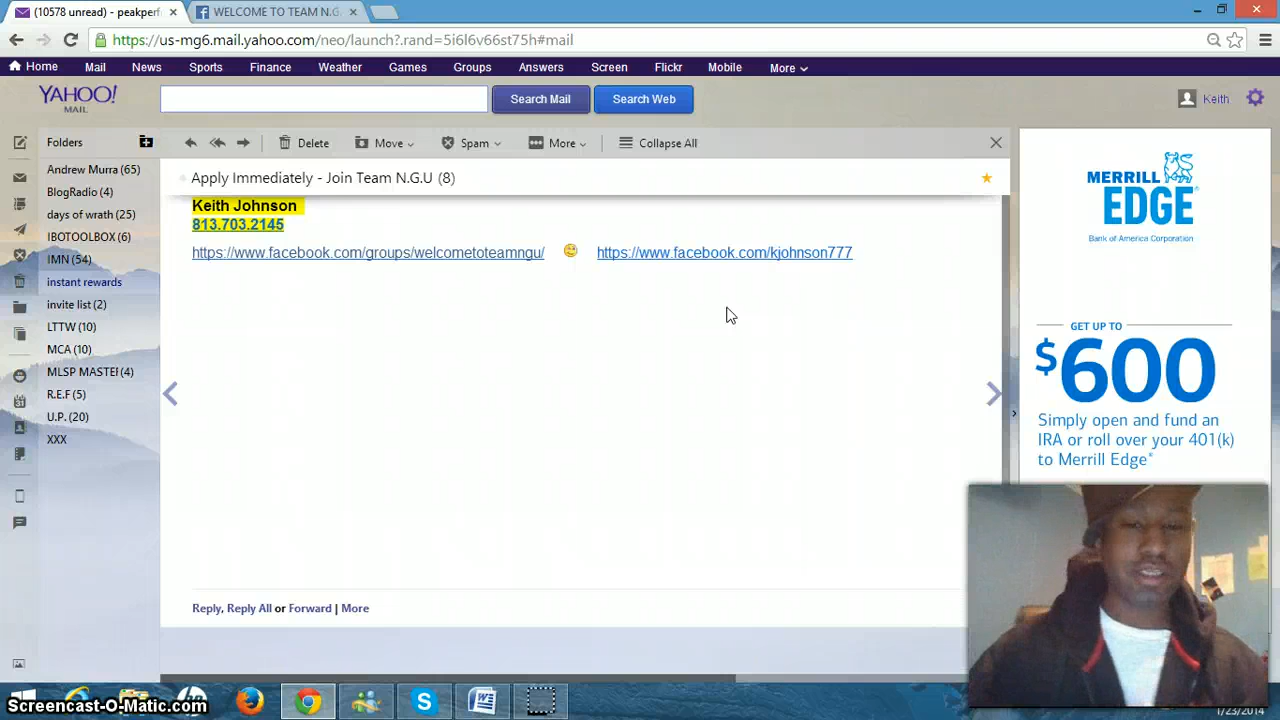 (10578 unread) - peakperf
WELCOME TO TEAM N.G.
https://us-mg6.mail.yahoo.com/neo/launch?.rand=5i6l6v66st75h#mail
Home Mail News Sports Finance Weather Games Groups Answers Screen Flickr Mobile More
YAHOO!
MAIL
Search Mail
Search Web
Keith
Folders
Delete Move Spam More Collapse All
Andrew Murra (65)
BlogRadio (4)
days of wrath (25)
IBOTOOLBOX (6)
IMN (54)
instant rewards
invite list (2)
LTTW (10)
MCA (10)
MLSP MASTER (4)
R.E.F (5)
U.P. (20)
XXX
Apply Immediately - Join Team N.G.U (8)
Keith Johnson
813.703.2145
https://www.facebook.com/groups/welcometoteamngu/ https://www.facebook.com/kjohnson777
Reply, Reply All or Forward | More
MERRILL
EDGE
Bank of America Corporation
GET UP TO
$600
Simply open and fund an
IRA or roll over your 401(k)
to Merrill Edge*
Screencast-O-Matic.com
1/23/2014